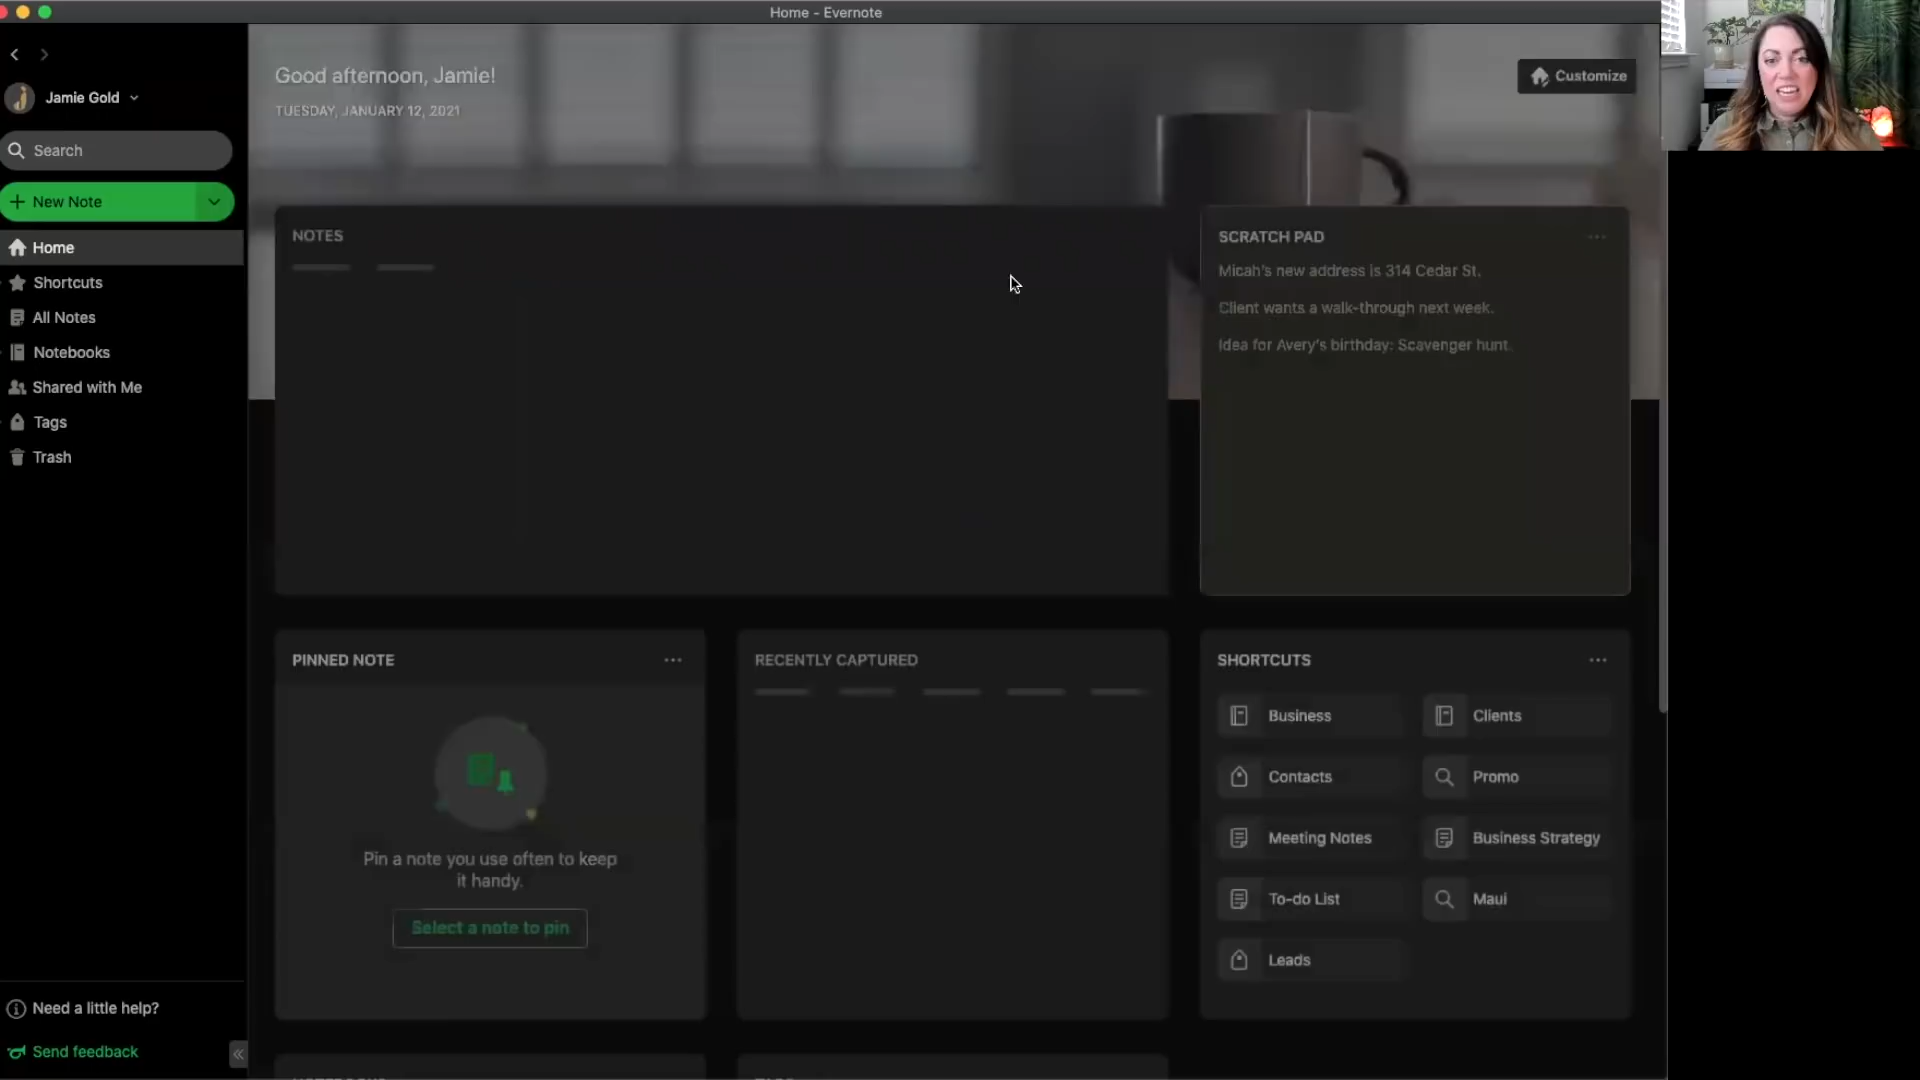 Home - Evernote
Jamie Gold
Search
New Note
Home
Shortcuts
All Notes
Notebooks
Shared with Me
Tags
Trash
Need a little help?
Send feedback
Good afternoon, Jamie!
TUESDAY, JANUARY 12, 2021
Customize
NOTES
SCRATCH PAD
Micah's new address is 314 Cedar St.
Client wants a walk-through next week.
Idea for Avery's birthday: Scavenger hunt.
PINNED NOTE
Pin a note you use often to keep
it handy.
Select a note to pin
RECENTLY CAPTURED
SHORTCUTS
Business
Clients
Contacts
Promo
Meeting Notes
Business Strategy
To-do List
Maui
Leads